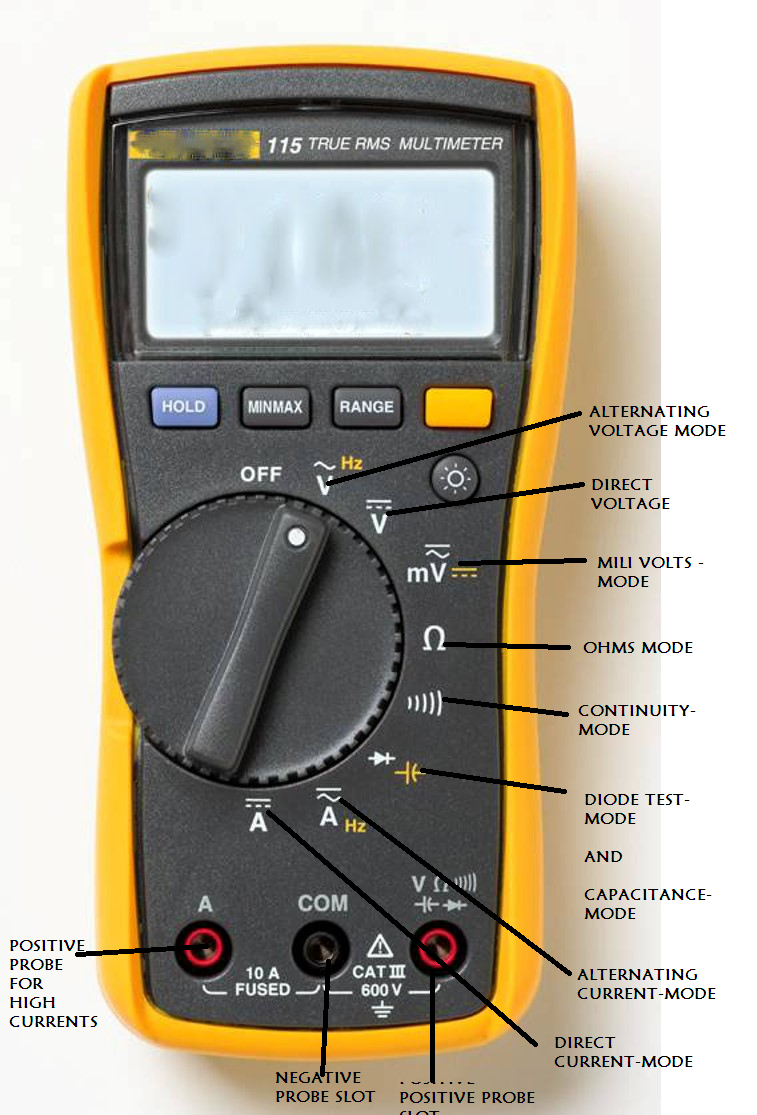 115 TRUE RMS MULTIMETER
HOLD
MINMAX
RANGE
OFF
V Hz
V
mV
Ω
A
A Hz
A
COM
V Ω
10 A
FUSED
CAT III
600 V
ALTERNATING
VOLTAGE MODE
DIRECT
VOLTAGE
MILI VOLTS -
MODE
OHMS MODE
CONTINUITY-
MODE
DIODE TEST-
MODE
AND
CAPACITANCE-
MODE
ALTERNATING
CURRENT-MODE
DIRECT
CURRENT-MODE
POSITIVE
PROBE
FOR
HIGH
CURRENTS
NEGATIVE
PROBE SLOT
POSITIVE PROBE
SLOT